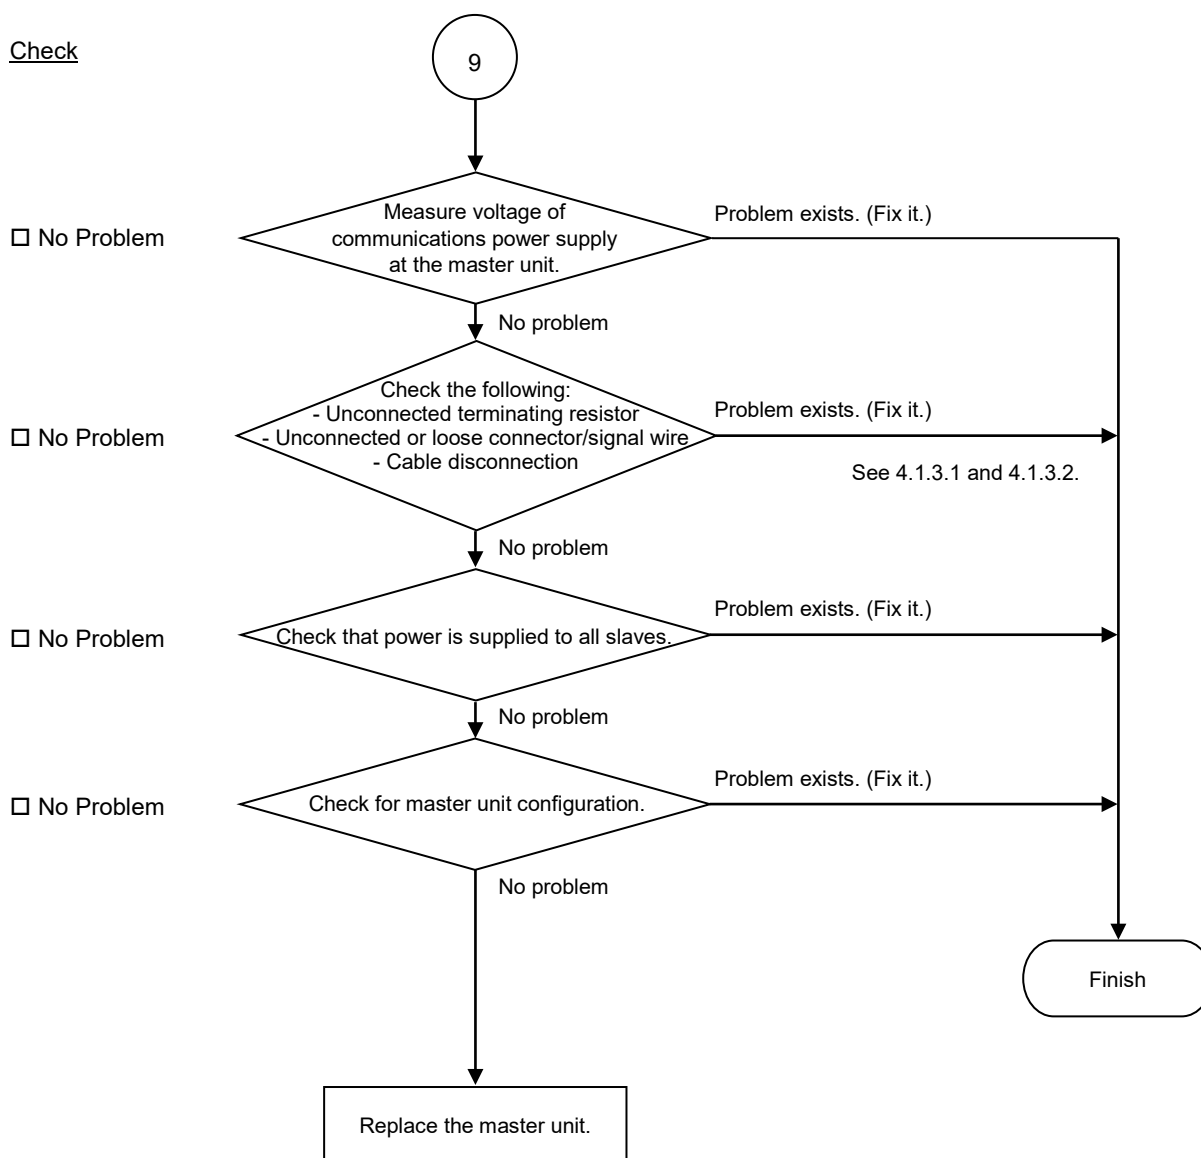 Check
9
Measure voltage of
communications power supply
at the master unit.
Problem exists. (Fix it.)
☐ No Problem
No problem
Check the following:
- Unconnected terminating resistor
- Unconnected or loose connector/signal wire
- Cable disconnection
Problem exists. (Fix it.)
☐ No Problem
See 4.1.3.1 and 4.1.3.2.
No problem
Problem exists. (Fix it.)
☐ No Problem
Check that power is supplied to all slaves.
No problem
Problem exists. (Fix it.)
☐ No Problem
Check for master unit configuration.
No problem
Finish
Replace the master unit.